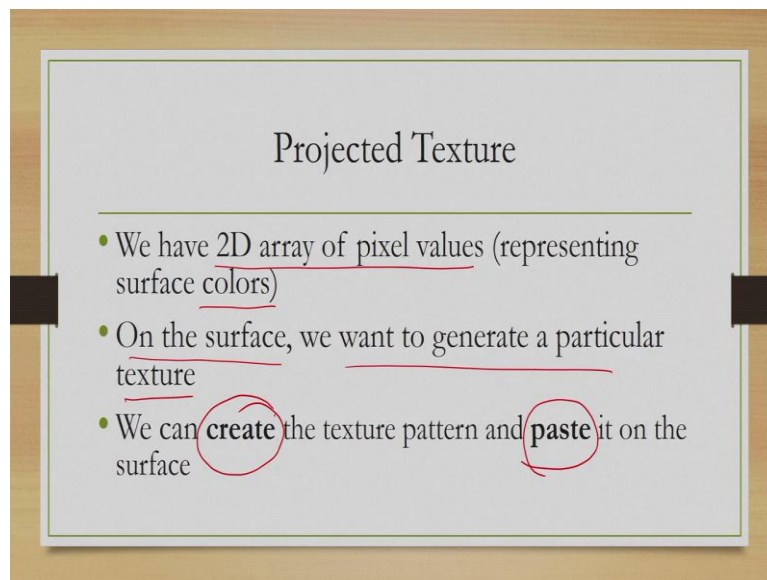 Projected Texture
• We have 2D array of pixel values (representing
surface colors)
• On the surface, we want to generate a particular
texture
• We can create the texture pattern and paste it on the
surface